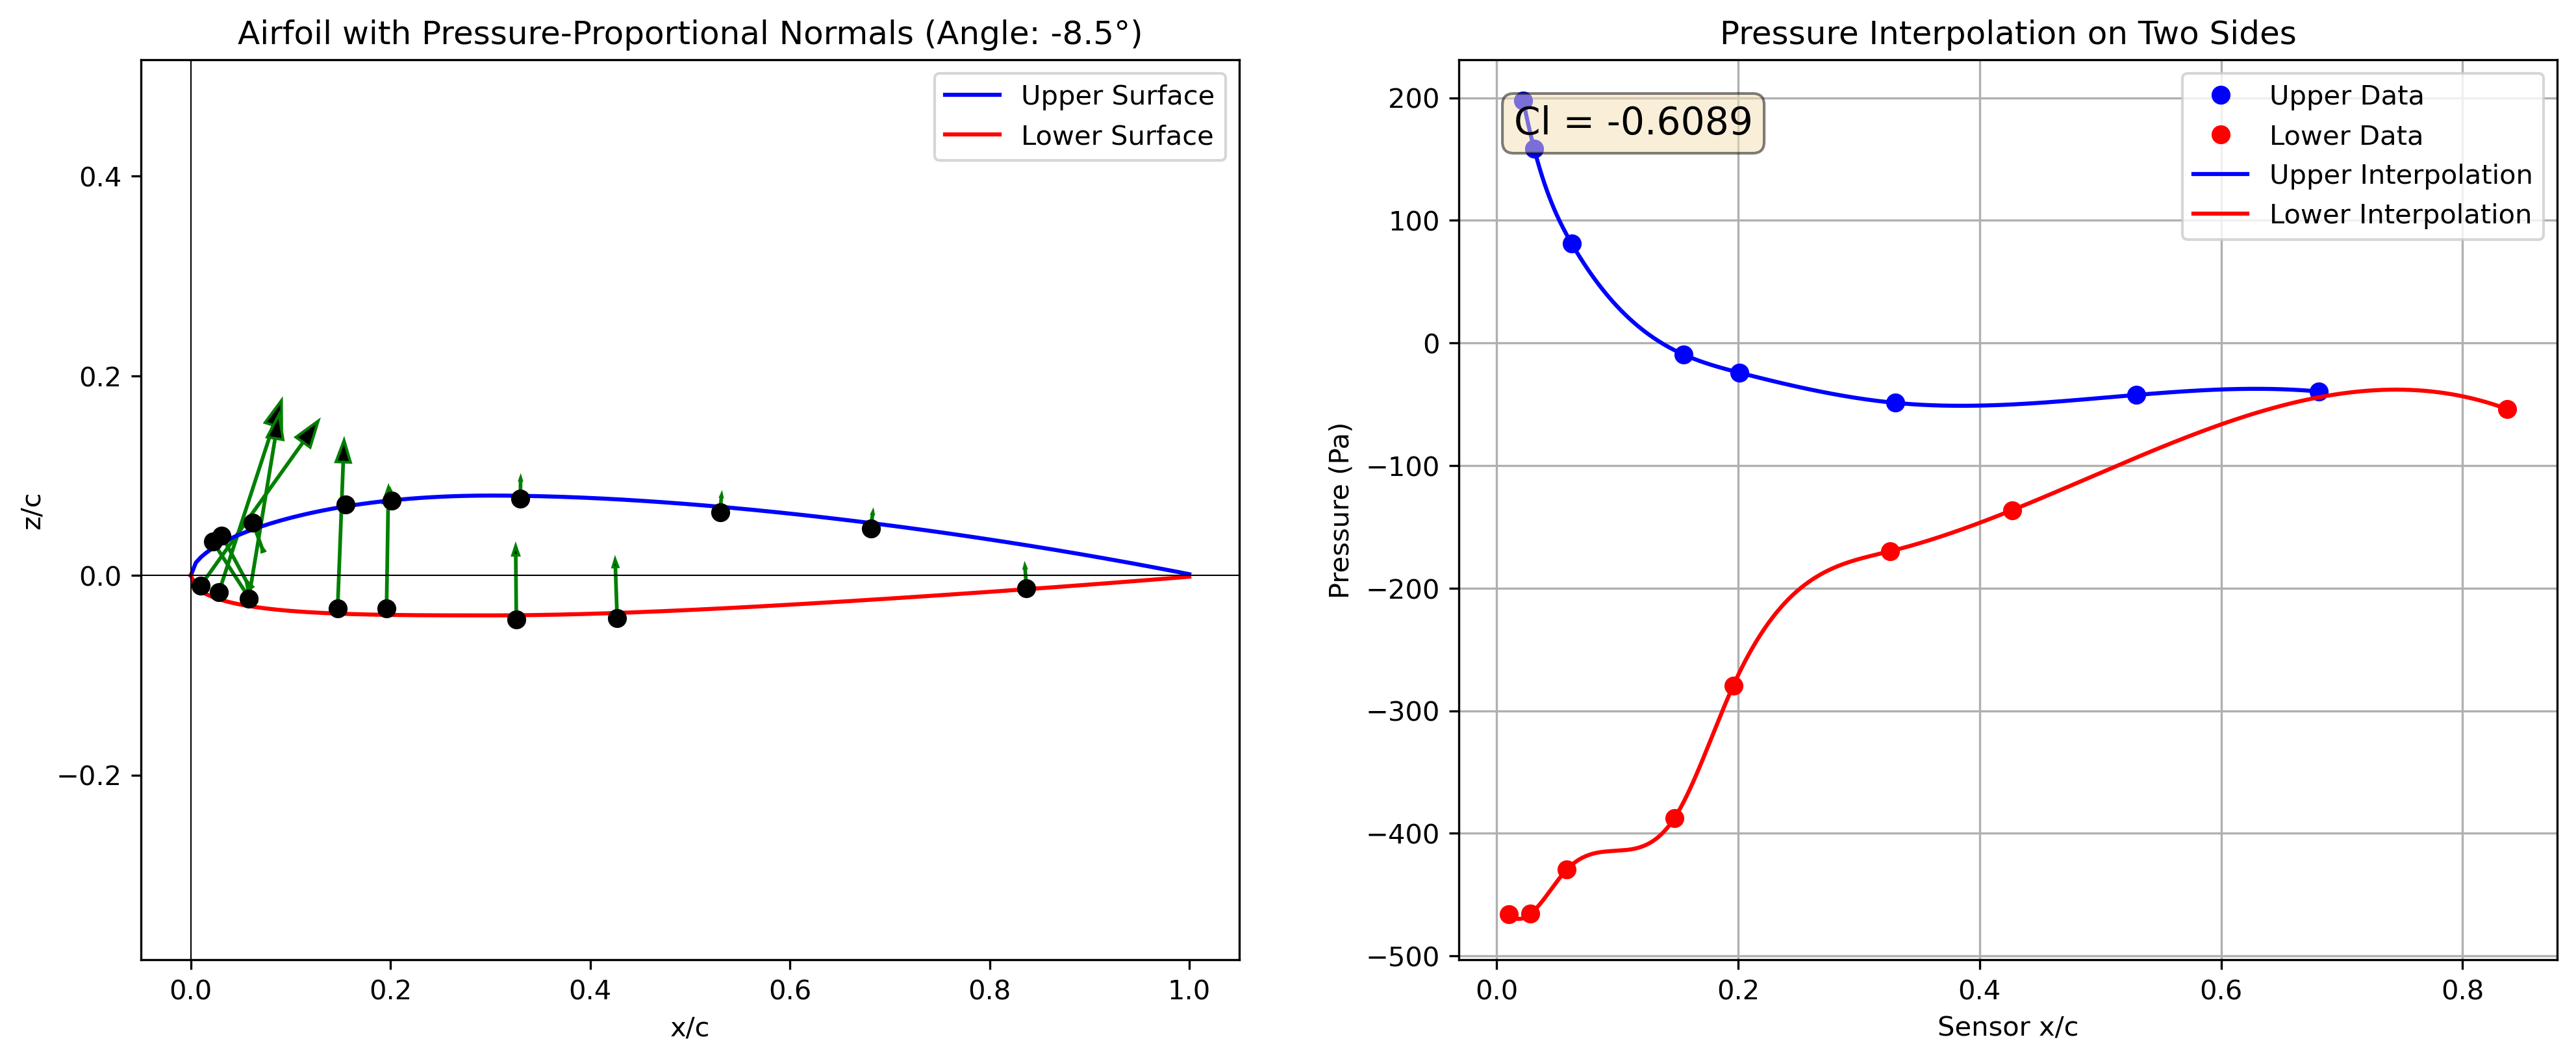 Airfoil with Pressure-Proportional Normals (Angle: -8.5°)
Upper Surface
Lower Surface
0.4
0.2
0.0
−0.2
z/c
0.0 0.2 0.4 0.6 0.8 1.0
x/c
Pressure Interpolation on Two Sides
Cl = -0.6089
Upper Data
Lower Data
Upper Interpolation
Lower Interpolation
200
100
0
−100
−200
−300
−400
−500
Pressure (Pa)
0.0 0.2 0.4 0.6 0.8
Sensor x/c